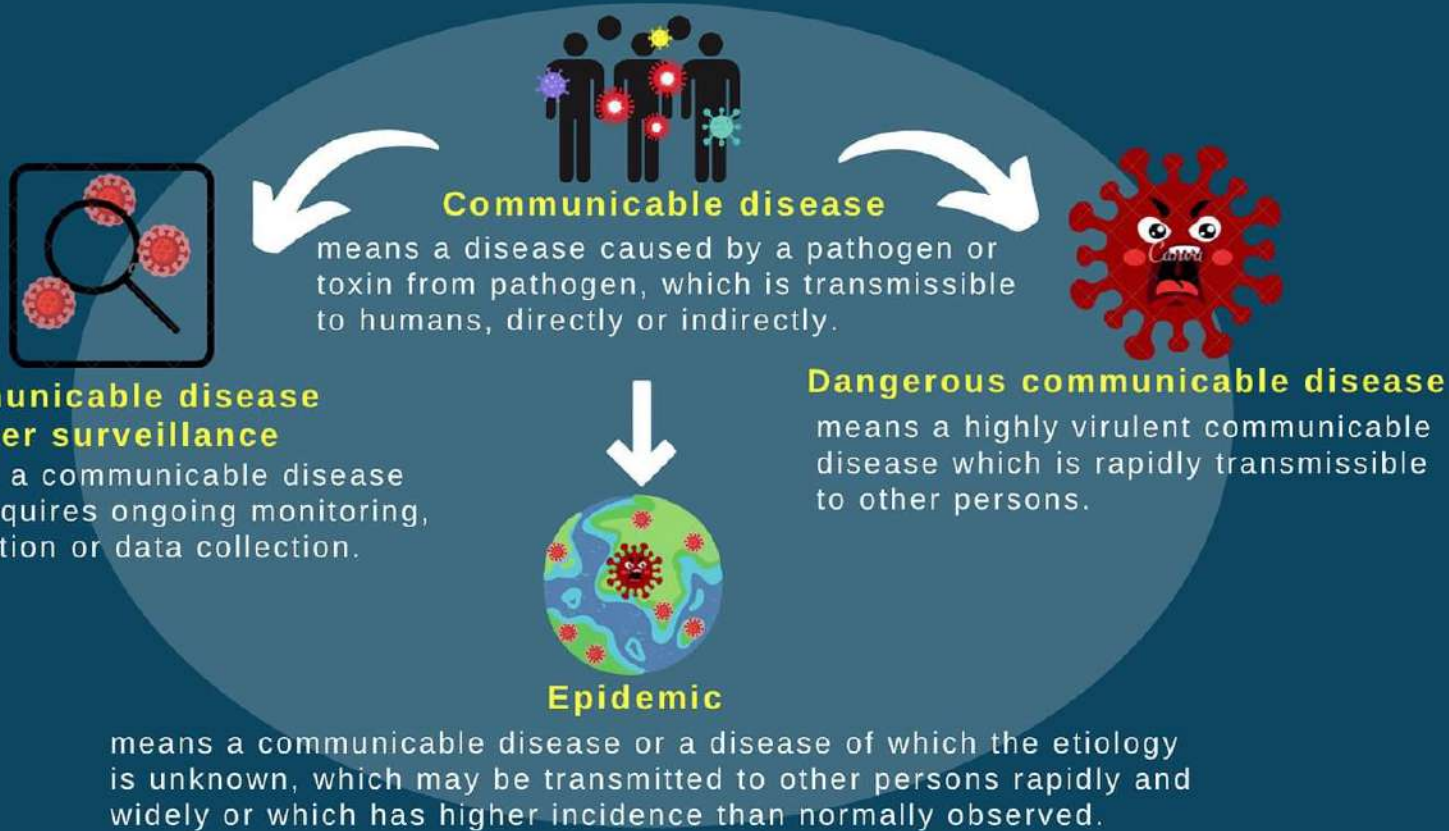 Communicable disease
means a disease caused by a pathogen or
toxin from pathogen, which is transmissible
to humans, directly or indirectly.
municable disease
er surveillance
a communicable disease
quires ongoing monitoring,
tion or data collection.
Dangerous communicable disease
means a highly virulent communicable
disease which is rapidly transmissible
to other persons.
Epidemic
means a communicable disease or a disease of which the etiology
is unknown, which may be transmitted to other persons rapidly and
widely or which has higher incidence than normally observed.